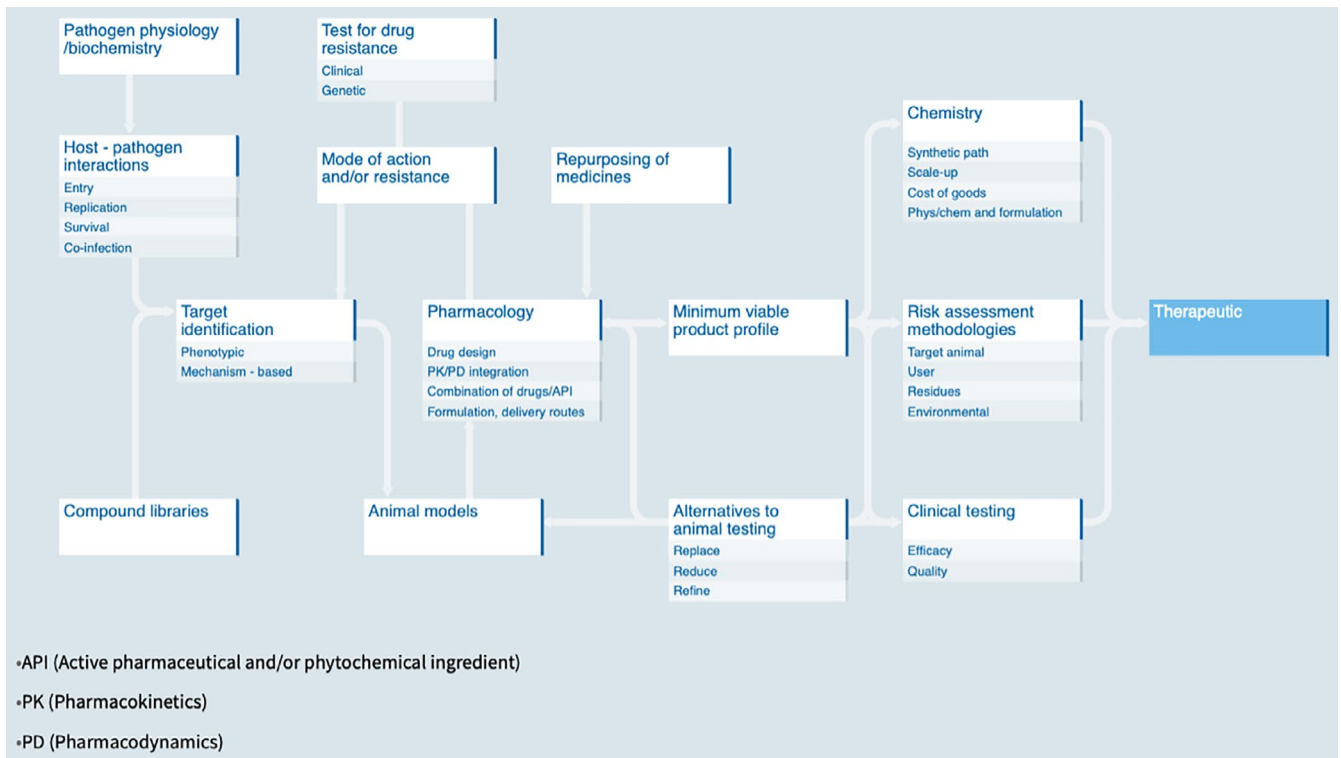 Pathogen physiology
/biochemistry
Test for drug
resistance
Clinical
Genetic
Chemistry
Synthetic path
Scale-up
Cost of goods
Phys/chem and formulation
Host - pathogen
interactions
Entry
Replication
Survival
Co-infection
Mode of action
and/or resistance
Repurposing of
medicines
Target
identification
Phenotypic
Mechanism - based
Pharmacology
Drug design
PK/PD integration
Combination of drugs/API
Formulation, delivery routes
Minimum viable
product profile
Risk assessment
methodologies
Target animal
User
Residues
Environmental
Therapeutic
Compound libraries
Animal models
Alternatives to
animal testing
Replace
Reduce
Refine
Clinical testing
Efficacy
Quality
•API (Active pharmaceutical and/or phytochemical ingredient)
•PK (Pharmacokinetics)
•PD (Pharmacodynamics)